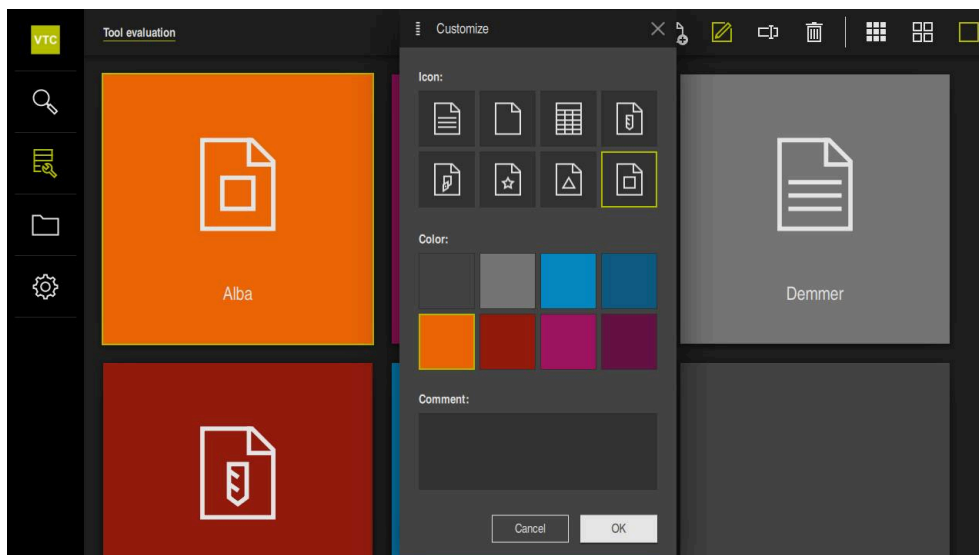 VTC
Tool evaluation
Customize
Icon:
Color:
Alba
Demmer
Comment:
Cancel
OK